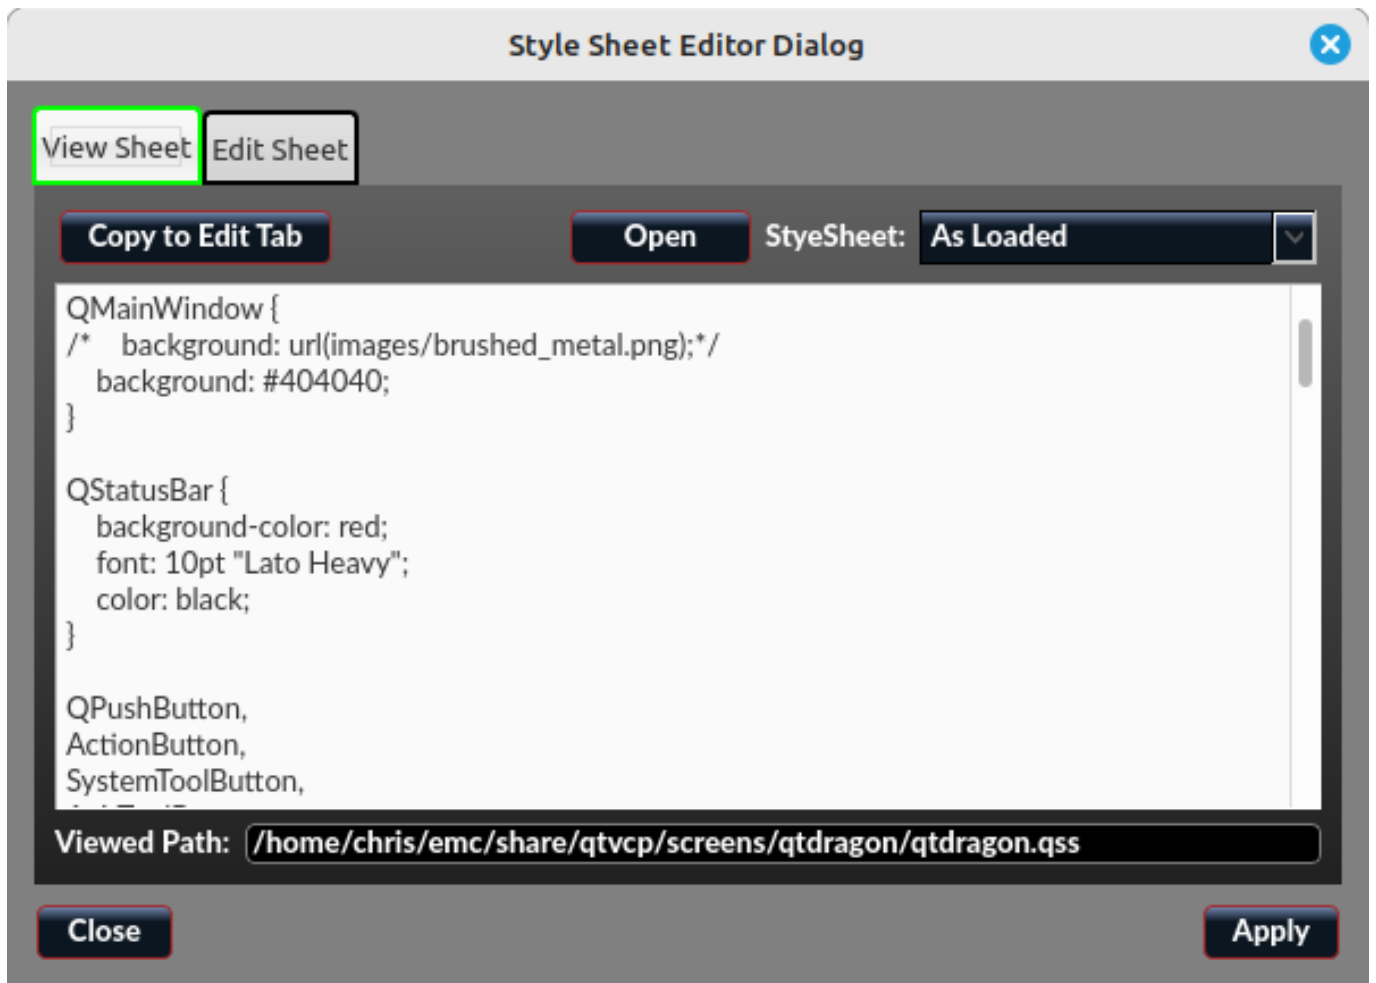 Style Sheet Editor Dialog
View Sheet Edit Sheet
Copy to Edit Tab Open StyeSheet: As Loaded
QMainWindow {
/*    background: url(images/brushed_metal.png);*/
    background: #404040;
}
QStatusBar {
    background-color: red;
    font: 10pt "Lato Heavy";
    color: black;
}
QPushButton,
ActionButton,
SystemToolButton,
Viewed Path: /home/chris/emc/share/qtvcp/screens/qtdragon/qtdragon.qss
Close Apply